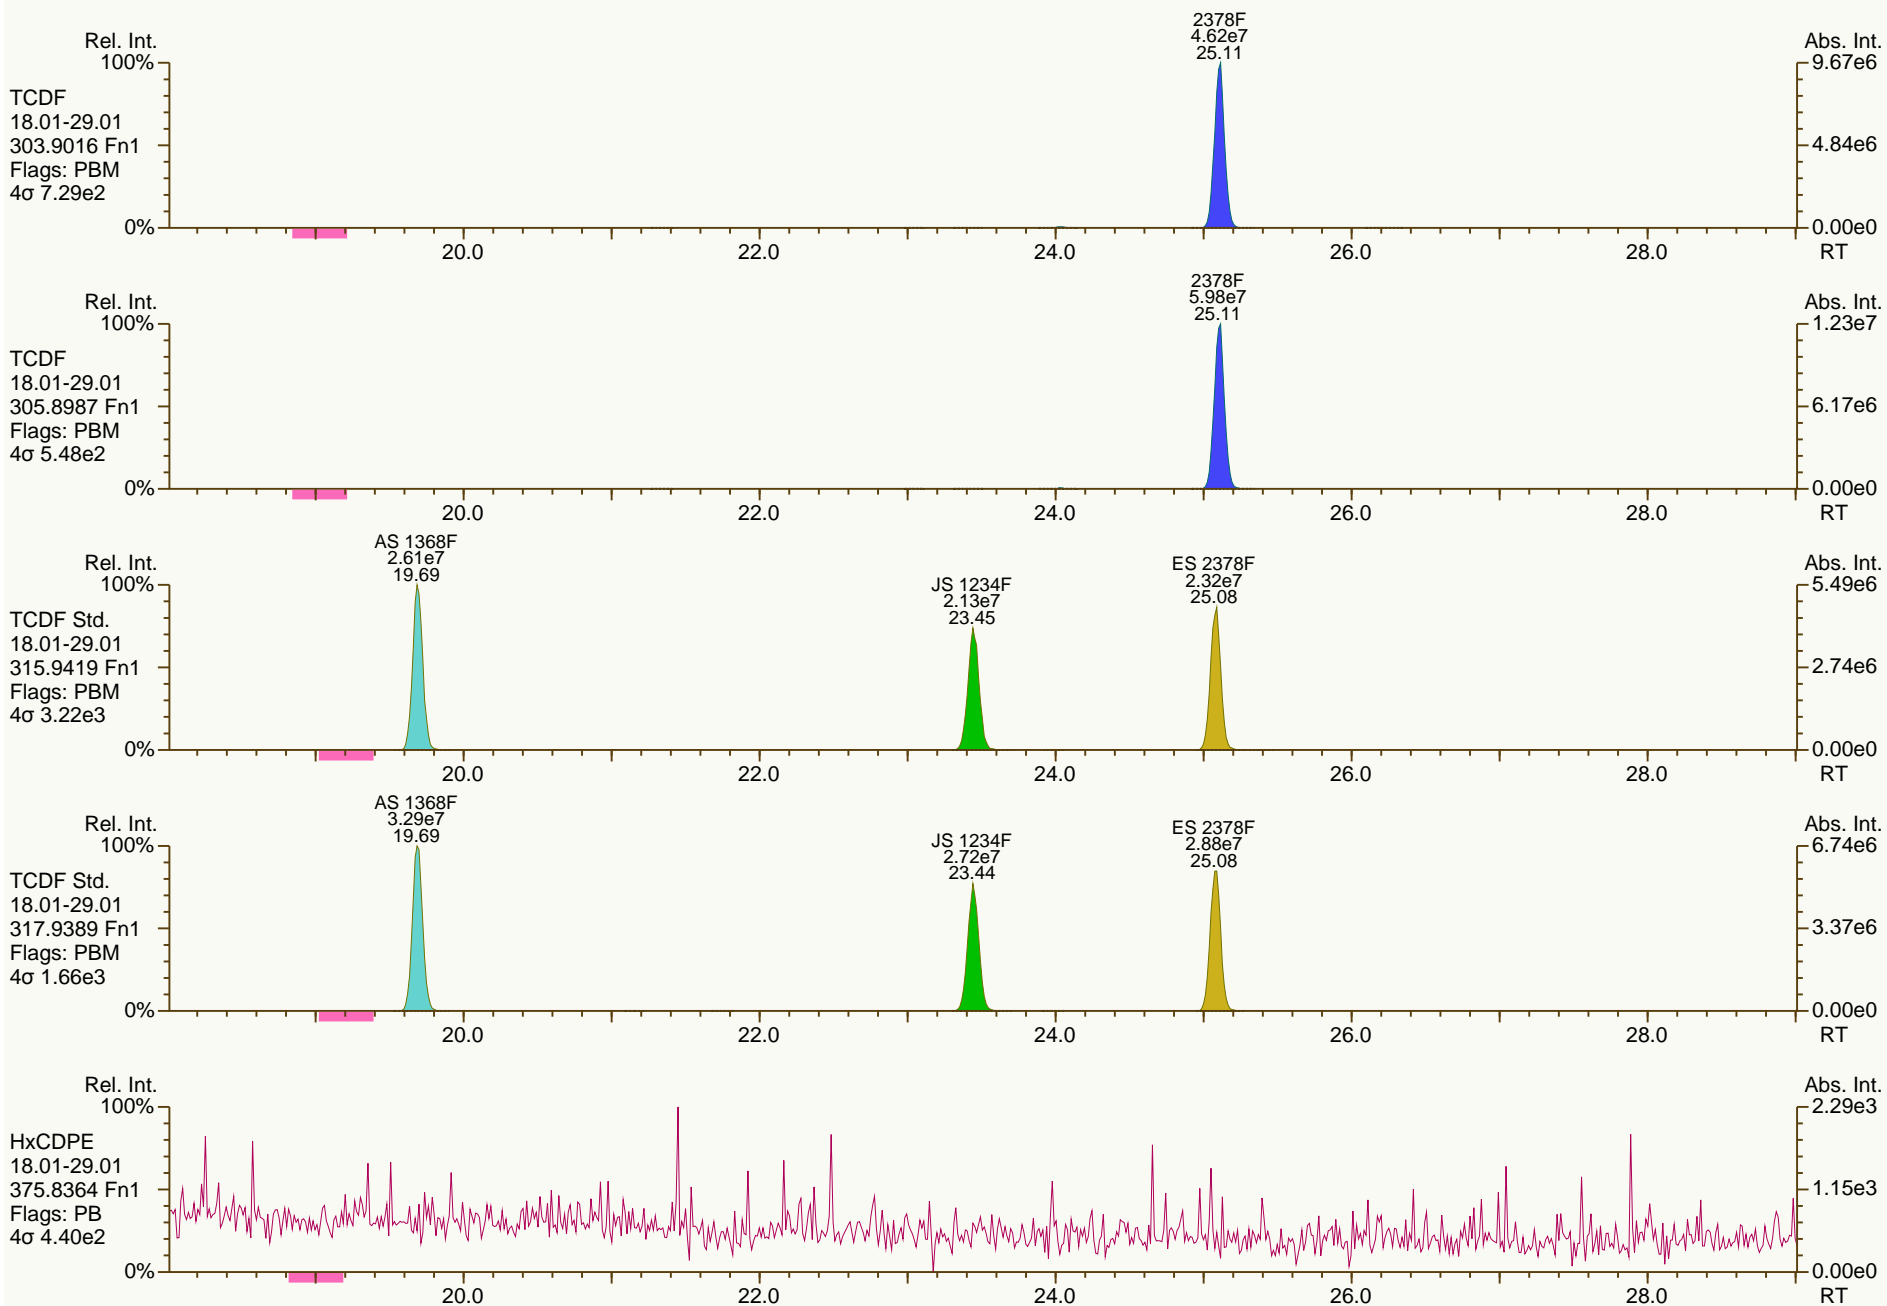 2378F
4.62e7
25.11
Rel. Int.
Abs. Int.
100%
9.67e6
TCDF
18.01-29.01
303.9016 Fn1
4.84e6
Flags: PBM
4σ 7.29e2
0%
0.00e0
20.0 22.0 24.0 26.0 28.0 RT
2378F
5.98e7
25.11
Rel. Int.
Abs. Int.
100%
1.23e7
TCDF
18.01-29.01
305.8987 Fn1
6.17e6
Flags: PBM
4σ 5.48e2
0%
0.00e0
20.0 22.0 24.0 26.0 28.0 RT
AS 1368F
2.61e7
19.69
JS 1234F
2.13e7
23.45
ES 2378F
2.32e7
25.08
Rel. Int.
Abs. Int.
100%
5.49e6
TCDF Std.
18.01-29.01
315.9419 Fn1
2.74e6
Flags: PBM
4σ 3.22e3
0%
0.00e0
20.0 22.0 24.0 26.0 28.0 RT
AS 1368F
3.29e7
19.69
JS 1234F
2.72e7
23.44
ES 2378F
2.88e7
25.08
Rel. Int.
Abs. Int.
100%
6.74e6
TCDF Std.
18.01-29.01
317.9389 Fn1
3.37e6
Flags: PBM
4σ 1.66e3
0%
0.00e0
20.0 22.0 24.0 26.0 28.0 RT
Rel. Int.
Abs. Int.
100%
2.29e3
HxCDPE
18.01-29.01
375.8364 Fn1
1.15e3
Flags: PB
4σ 4.40e2
0%
0.00e0
20.0 22.0 24.0 26.0 28.0 RT